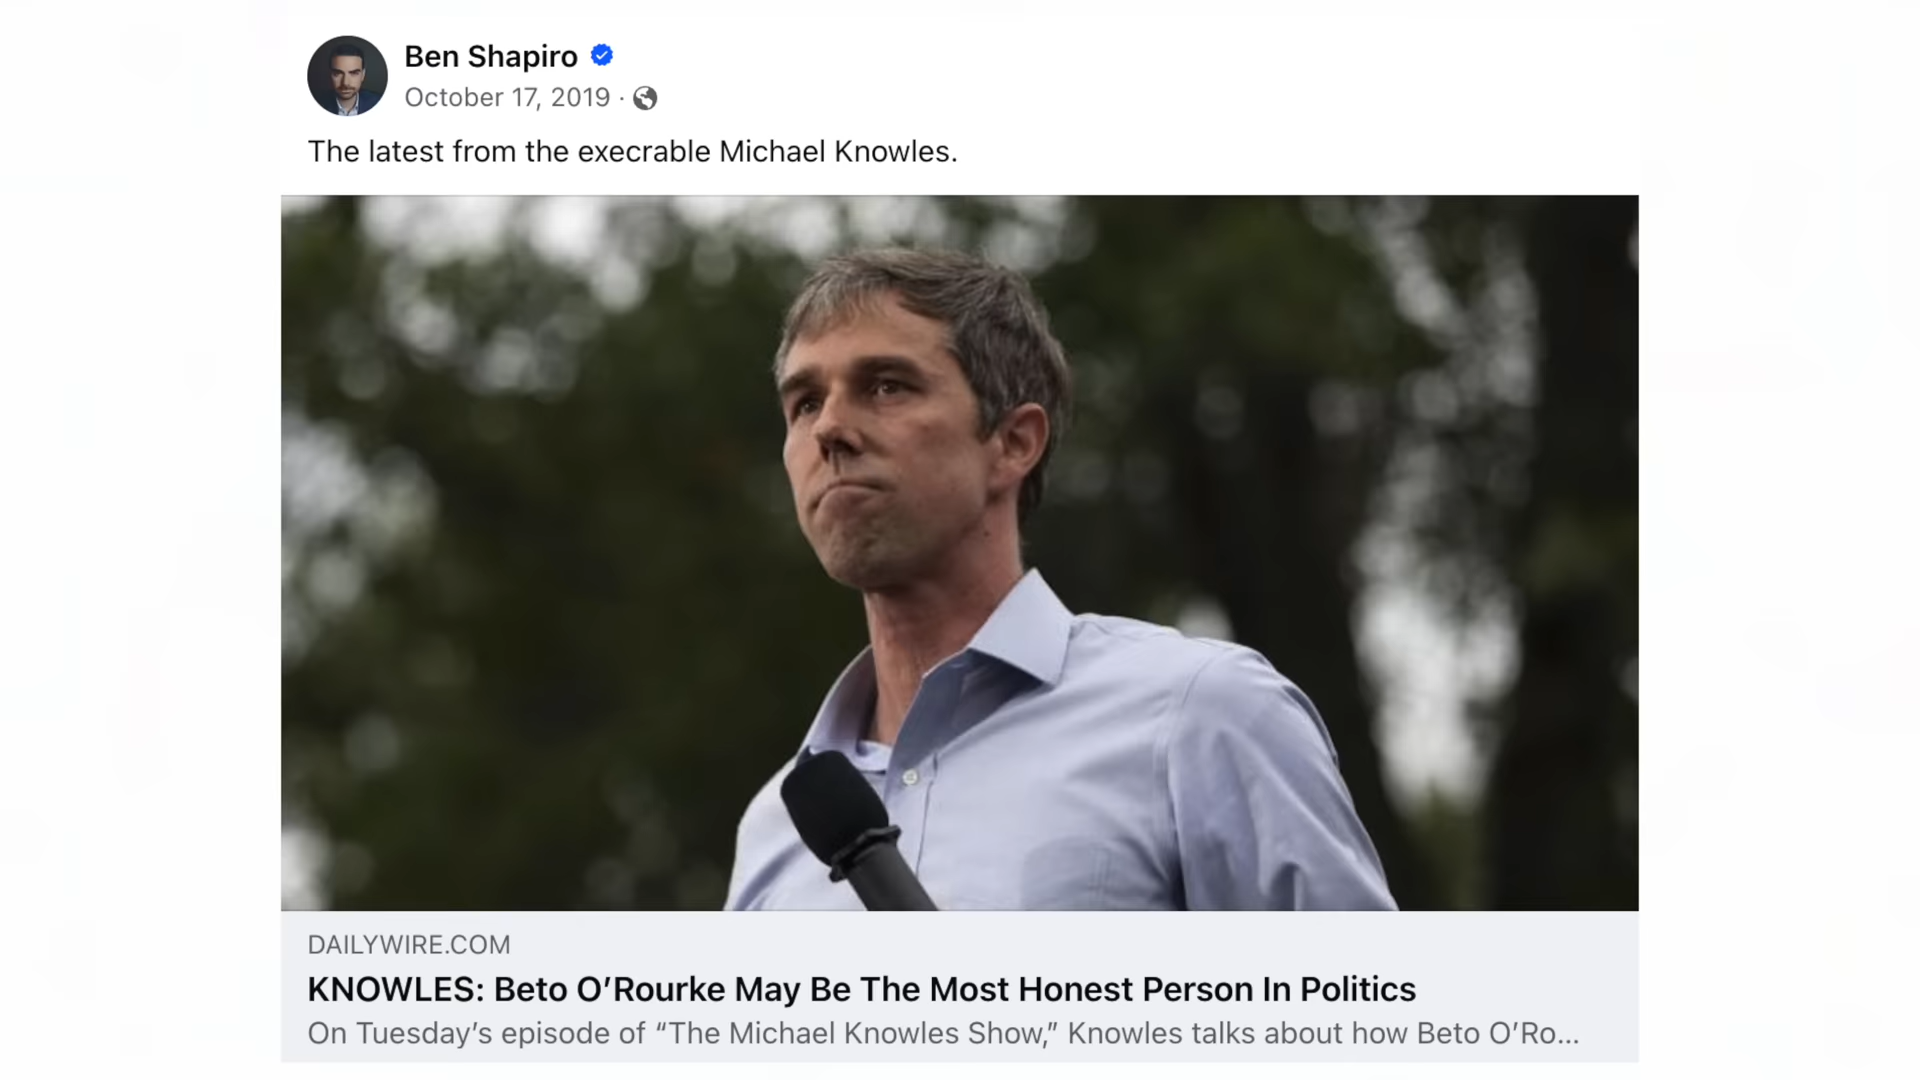 Ben Shapiro
October 17, 2019 ·
The latest from the execrable Michael Knowles.
DAILYWIRE.COM
KNOWLES: Beto O’Rourke May Be The Most Honest Person In Politics
On Tuesday’s episode of “The Michael Knowles Show,” Knowles talks about how Beto O’Ro...